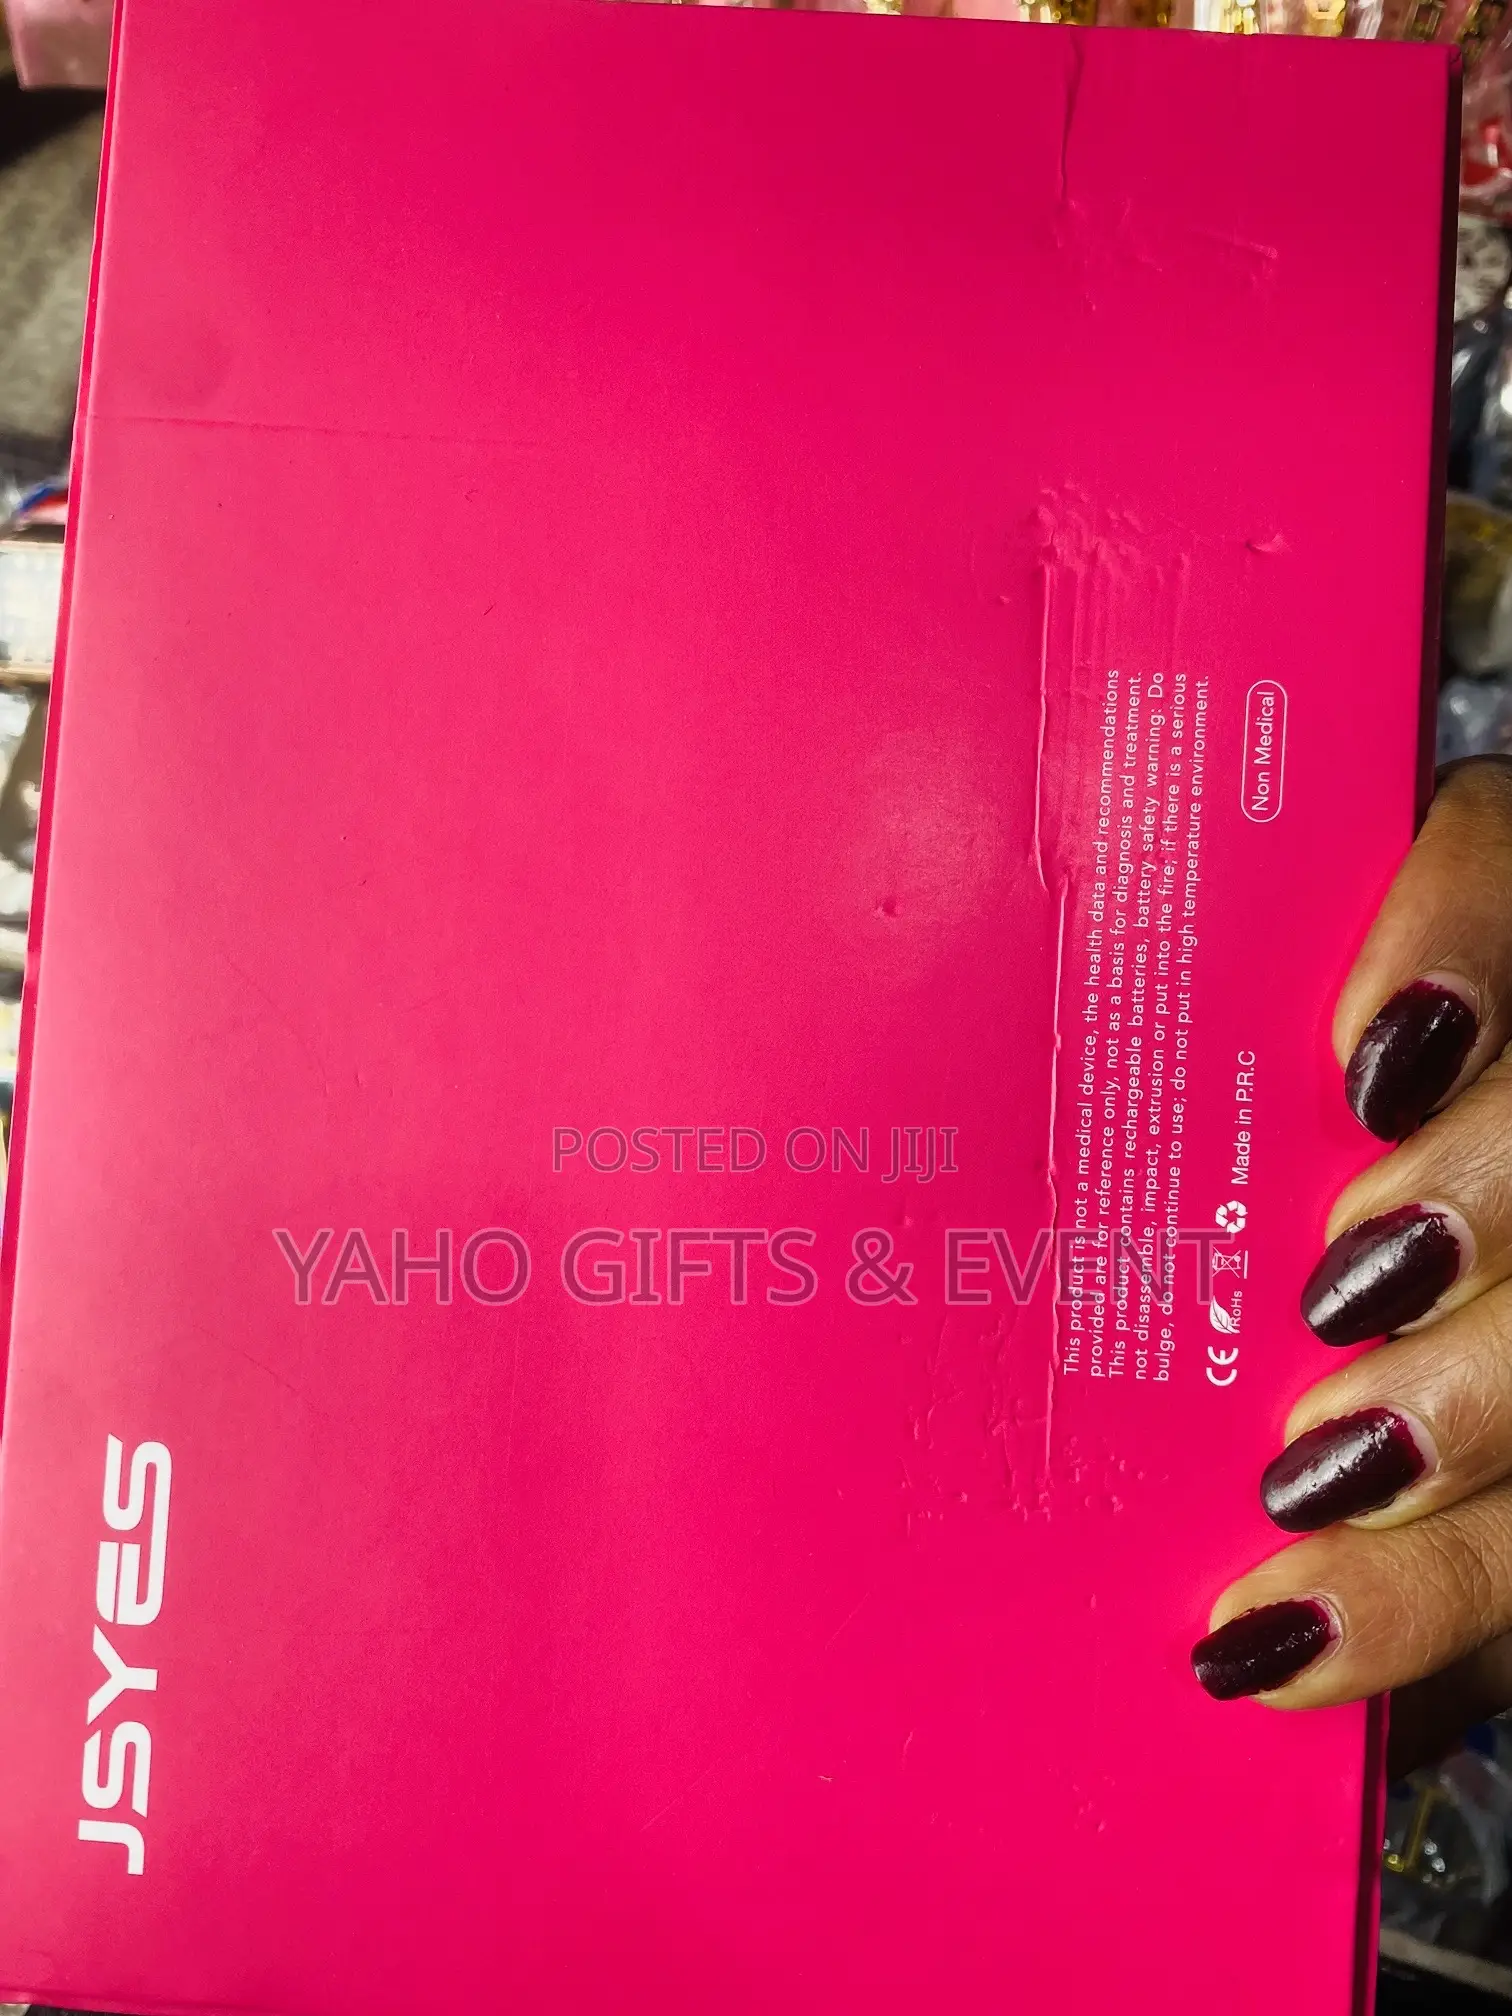 JSYES
This product is not a medical device, the health data and recommendations
provided are for reference only, not as a basis for diagnosis and treatment.
This product contains rechargeable batteries, battery safety warning: Do
not disassemble, impact, extrusion or put into the fire; if there is a serious
bulge, do not continue to use; do not put in high temperature environment.
CE RoHs Made in P.R.C
Non Medical
POSTED ON JIJI
YAHO GIFTS & EVENT